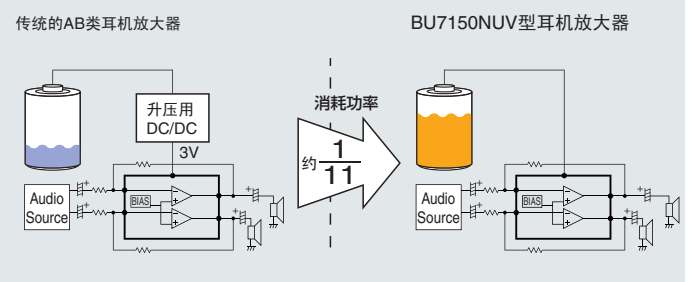 传统的AB类耳机放大器
BU7150NUV型耳机放大器
升压用
DC/DC
3V
Audio
Source
BIAS
+
+
-
+
-
+
+
+
消耗功率
约 1
11
Audio
Source
BIAS
+
+
-
+
-
+
+
+